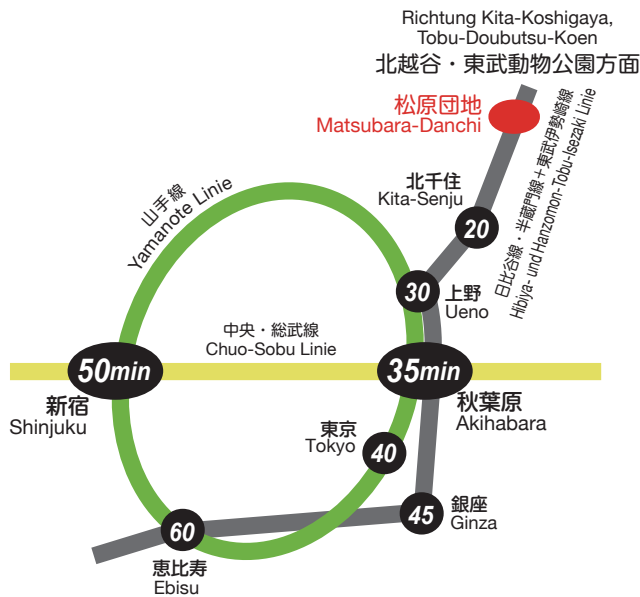 Richtung Kita-Koshigaya,
Tobu-Doubutsu-Koen
北越谷・東武動物公園方面
松原団地
Matsubara-Danchi
日比谷線・半蔵門線+東武伊勢崎線
Hibiya- und Hanzomon-Tobu-Isezaki Linie
北千住
Kita-Senju
20
山手線
Yamanote Linie
30
上野
Ueno
中央・総武線
Chuo-Sobu Linie
50min
35min
新宿
Shinjuku
秋葉原
Akihabara
東京
Tokyo
40
45
銀座
Ginza
60
恵比寿
Ebisu